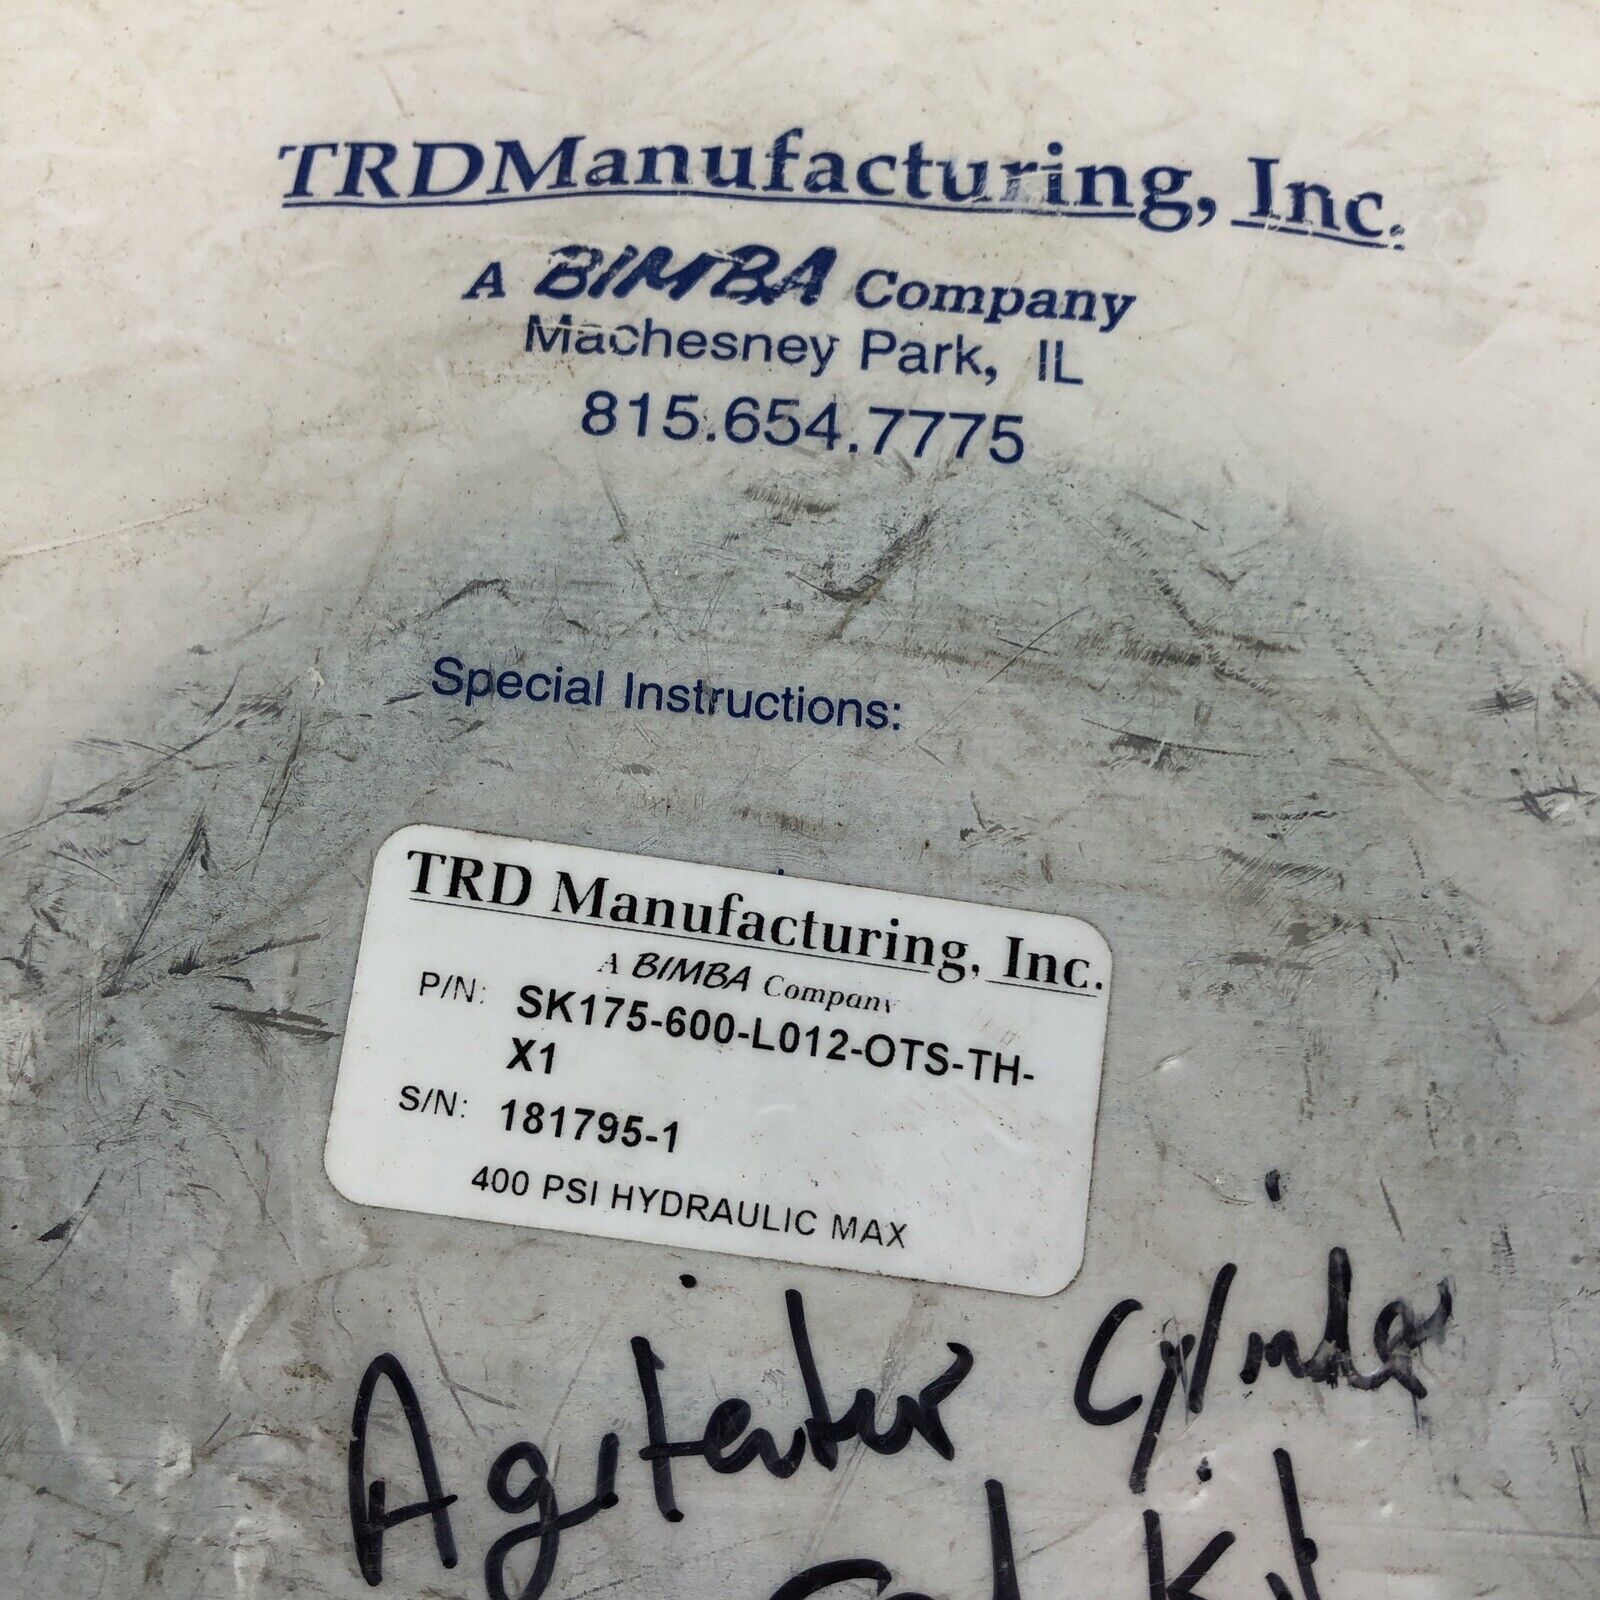 TRDManufacturing, Inc.
A BIMBA Company
Machesney Park, IL
815.654.7775
Special Instructions:
TRD Manufacturing, Inc.
A BIMBA Company
P/N: SK175-600-L012-OTS-TH-
X1
S/N: 181795-1
400 PSI HYDRAULIC MAX
Agitator Cylinder
Kit